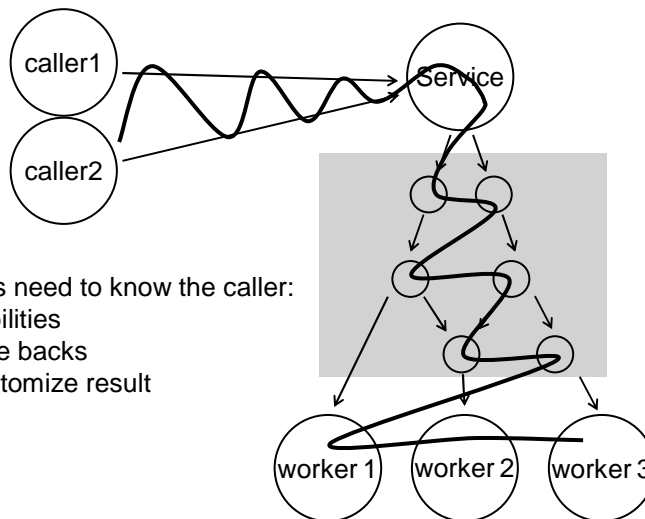 caller1
Service
caller2
s need to know the caller:
bilities
e backs
tomize result
worker 1
worker 2
worker 3